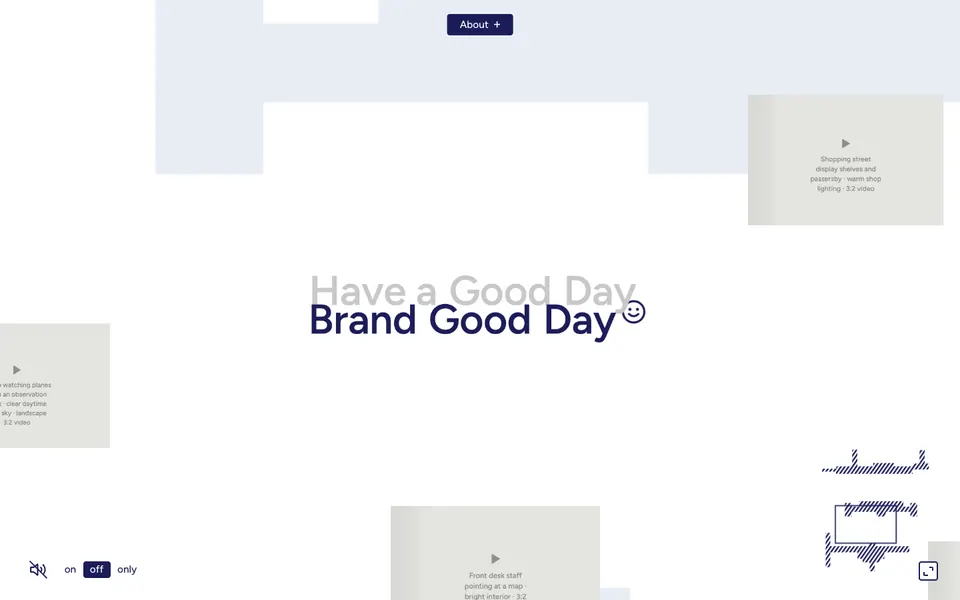 About +
Shopping street
display shelves and
passersby · warm shop
lighting · 3:2 video
Have a Good Day
Brand Good Day
watching planes
an observation
· clear daytime
sky · landscape
3:2 video
Front desk staff
pointing at a map ·
bright interior · 3:2
on off only